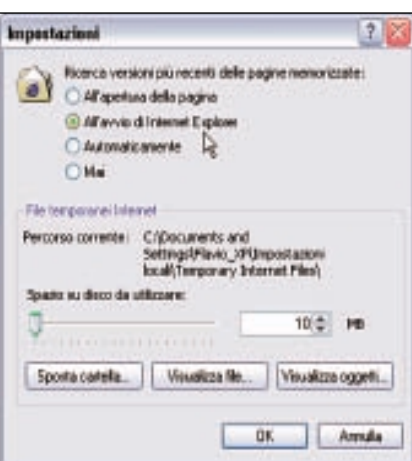 Impostazioni
Ricerca versioni più recenti delle pagine memorizzate:
All'apertura della pagina
All'avvio di Internet Explorer
Automaticamente
Mai
File temporanei Internet
Percorso corrente: C:\Documents and
Settings\Flavio_XP\Impostazioni
locali\Temporary Internet Files\
Spazio su disco da utilizzare:
10 MB
Sposta cartella... Visualizza file... Visualizza oggetti...
OK Annulla